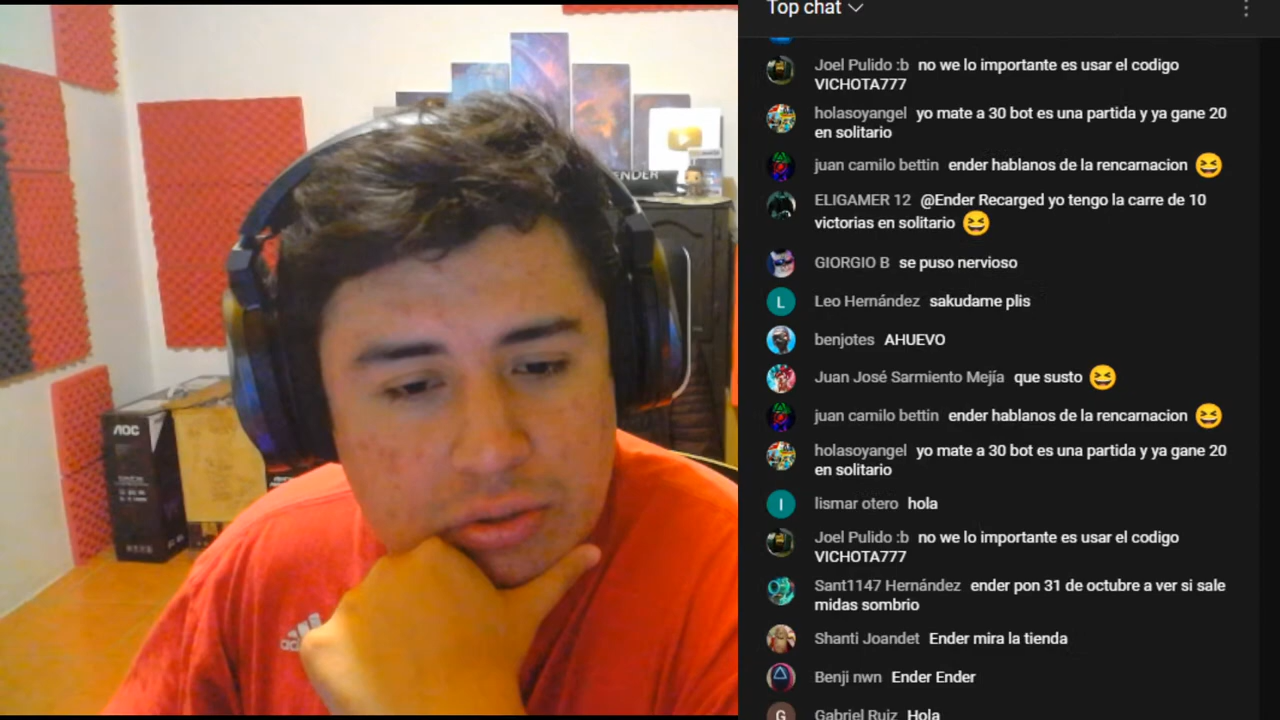 Top chat
Joel Pulido :b no we lo importante es usar el codigo
VICHOTA777
holasoyangel yo mate a 30 bot es una partida y ya gane 20
en solitario
juan camilo bettin ender hablanos de la rencarnacion 😆
ELIGAMER 12 @Ender Recarged yo tengo la carre de 10
victorias en solitario 😆
GIORGIO B se puso nervioso
L
Leo Hernández sakudame plis
benjotes AHUEVO
Juan José Sarmiento Mejía que susto 😆
juan camilo bettin ender hablanos de la rencarnacion 😆
holasoyangel yo mate a 30 bot es una partida y ya gane 20
en solitario
lismar otero hola
Joel Pulido :b no we lo importante es usar el codigo
VICHOTA777
Sant1147 Hernández ender pon 31 de octubre a ver si sale
midas sombrio
Shanti Joandet Ender mira la tienda
Benji nwn Ender Ender
G
Gabriel Ruiz Hola
ENDER
AOC